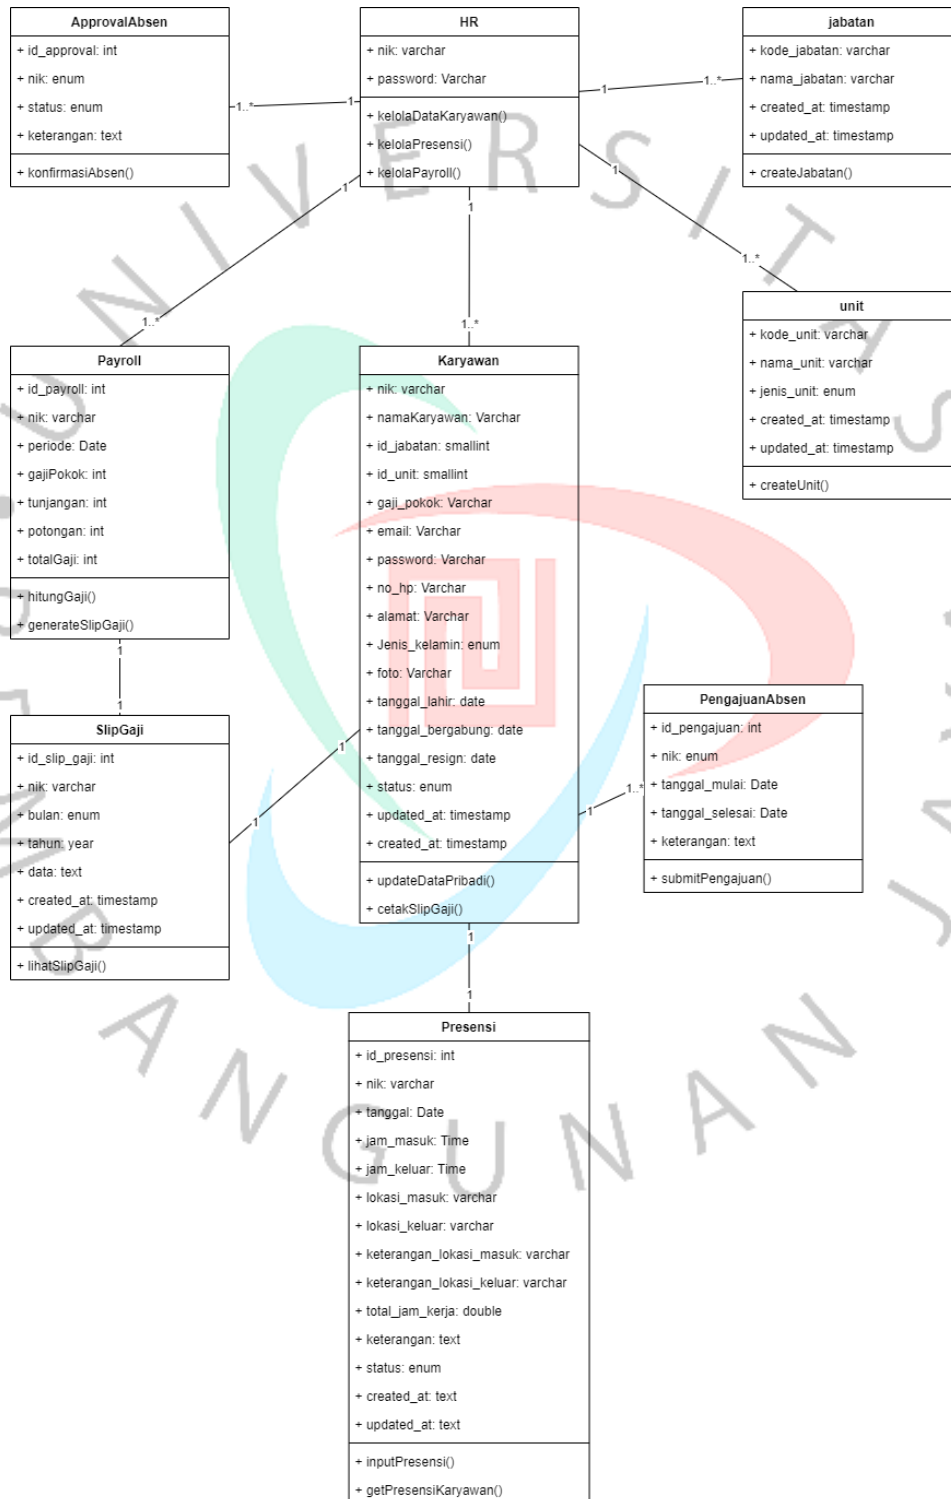 ApprovalAbsen
+ id_approval: int
+ nik: enum
+ status: enum
+ keterangan: text
+ konfirmasiAbsen()
HR
+ nik: varchar
+ password: Varchar
+ kelolaDataKaryawan()
+ kelolaPresensi()
+ kelolaPayroll()
jabatan
+ kode_jabatan: varchar
+ nama_jabatan: varchar
+ created_at: timestamp
+ updated_at: timestamp
+ createJabatan()
1..*
1
1
1..*
1
1..*
1
1..*
1
1..*
unit
+ kode_unit: varchar
+ nama_unit: varchar
+ jenis_unit: enum
+ created_at: timestamp
+ updated_at: timestamp
+ createUnit()
Payroll
+ id_payroll: int
+ nik: varchar
+ periode: Date
+ gajiPokok: int
+ tunjangan: int
+ potongan: int
+ totalGaji: int
+ hitungGaji()
+ generateSlipGaji()
Karyawan
+ nik: varchar
+ namaKaryawan: Varchar
+ id_jabatan: smallint
+ id_unit: smallint
+ gaji_pokok: Varchar
+ email: Varchar
+ password: Varchar
+ no_hp: Varchar
+ alamat: Varchar
+ Jenis_kelamin: enum
+ foto: Varchar
+ tanggal_lahir: date
+ tanggal_bergabung: date
+ tanggal_resign: date
+ status: enum
+ updated_at: timestamp
+ created_at: timestamp
+ updateDataPribadi()
+ cetakSlipGaji()
1
1
SlipGaji
+ id_slip_gaji: int
+ nik: varchar
+ bulan: enum
+ tahun: year
+ data: text
+ created_at: timestamp
+ updated_at: timestamp
+ lihatSlipGaji()
1
1
PengajuanAbsen
+ id_pengajuan: int
+ nik: enum
+ tanggal_mulai: Date
+ tanggal_selesai: Date
+ keterangan: text
+ submitPengajuan()
1
1..*
1
1
Presensi
+ id_presensi: int
+ nik: varchar
+ tanggal: Date
+ jam_masuk: Time
+ jam_keluar: Time
+ lokasi_masuk: varchar
+ lokasi_keluar: varchar
+ keterangan_lokasi_masuk: varchar
+ keterangan_lokasi_keluar: varchar
+ total_jam_kerja: double
+ keterangan: text
+ status: enum
+ created_at: text
+ updated_at: text
+ inputPresensi()
+ getPresensiKaryawan()
UNIVERSITAS
BANGUNAN